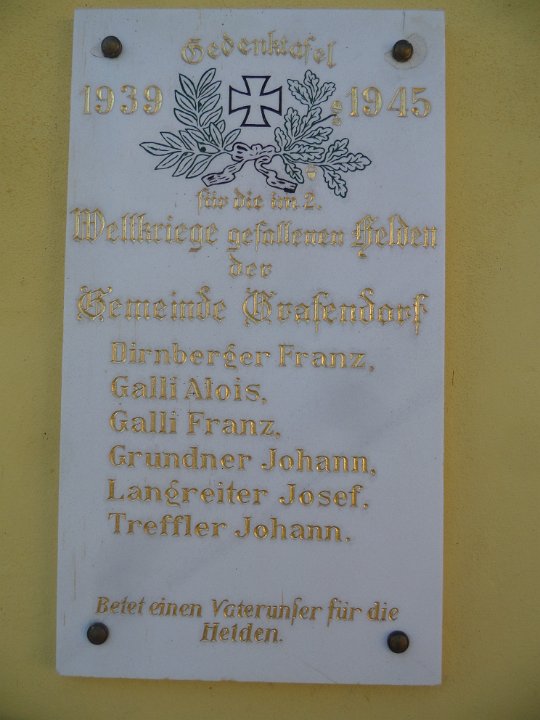 Gedenktafel
1939 1945
für die im 2.
Weltkriege gefallenen Helden
der
Gemeinde Grafendorf
Dirnberger Franz,
Galli Alois,
Galli Franz,
Grundner Johann,
Langreiter Josef,
Treffler Johann.
Betet einen Vaterunser für die
Helden.